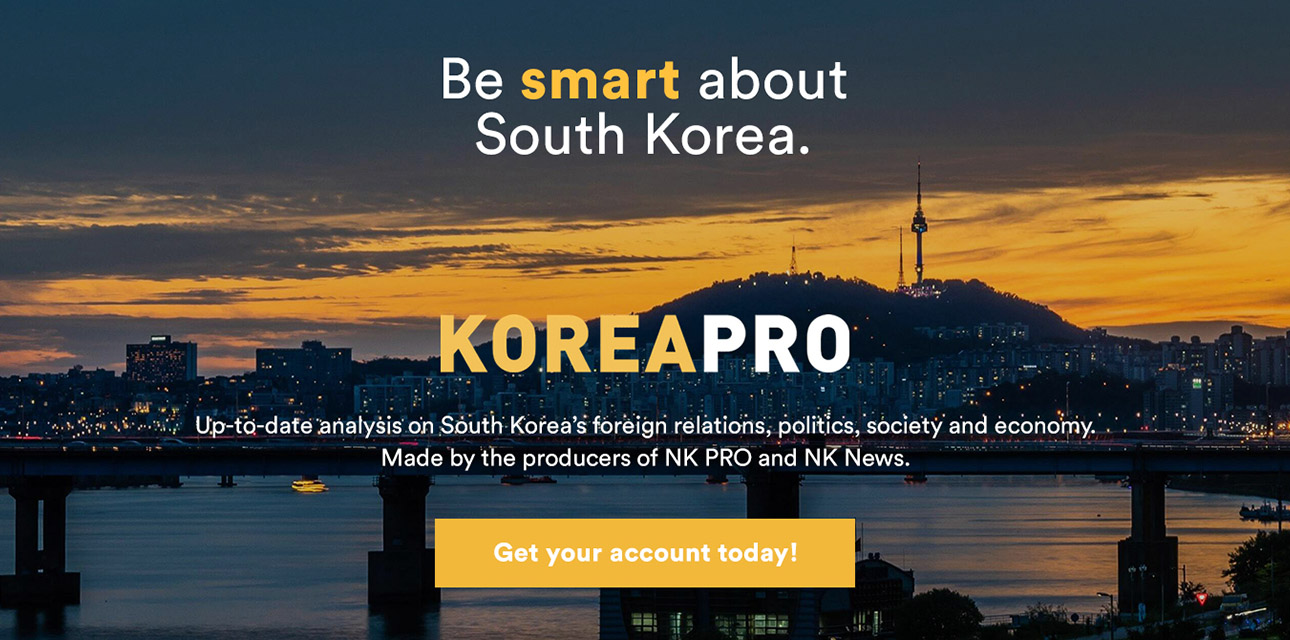 Be smart about
South Korea.
KOREAPRO
Up-to-date analysis on South Korea's foreign relations, politics, society and economy.
Made by the producers of NK PRO and NK News.
Get your account today!